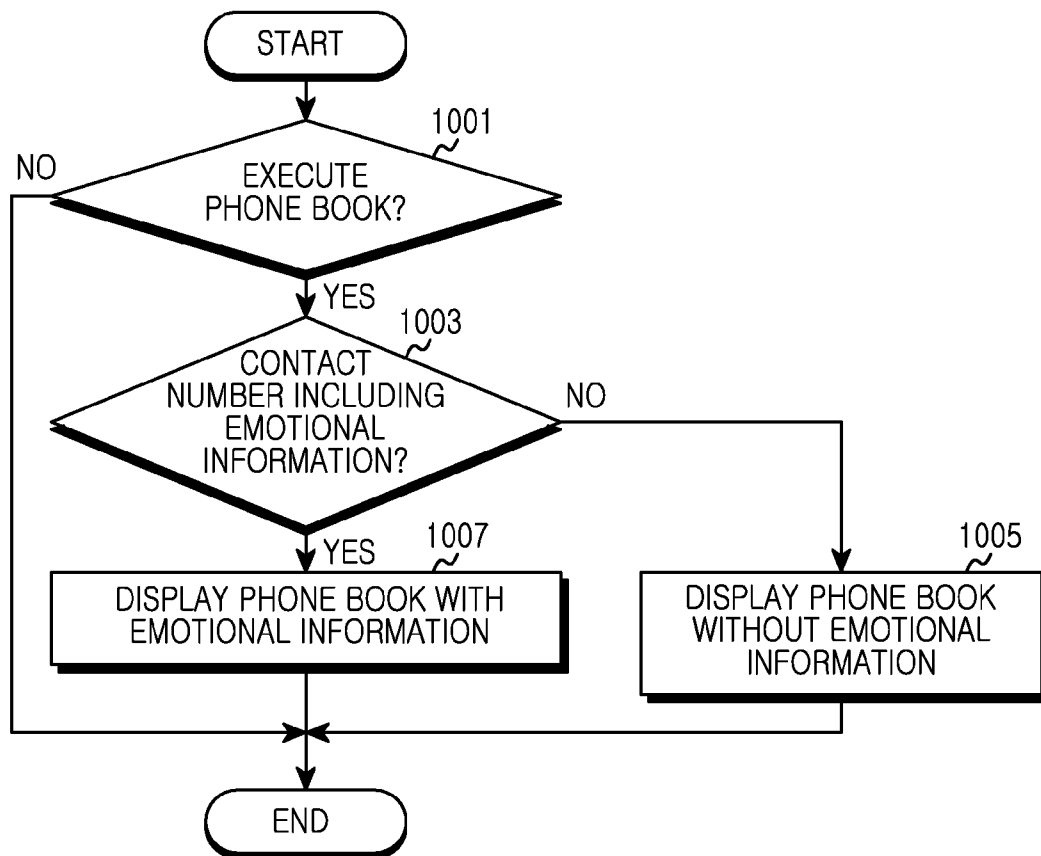 START
1001
NO
EXECUTE
PHONE BOOK?
YES
1003
CONTACT
NUMBER INCLUDING
EMOTIONAL
INFORMATION?
NO
YES
1007
DISPLAY PHONE BOOK WITH
EMOTIONAL INFORMATION
1005
DISPLAY PHONE BOOK
WITHOUT EMOTIONAL
INFORMATION
END